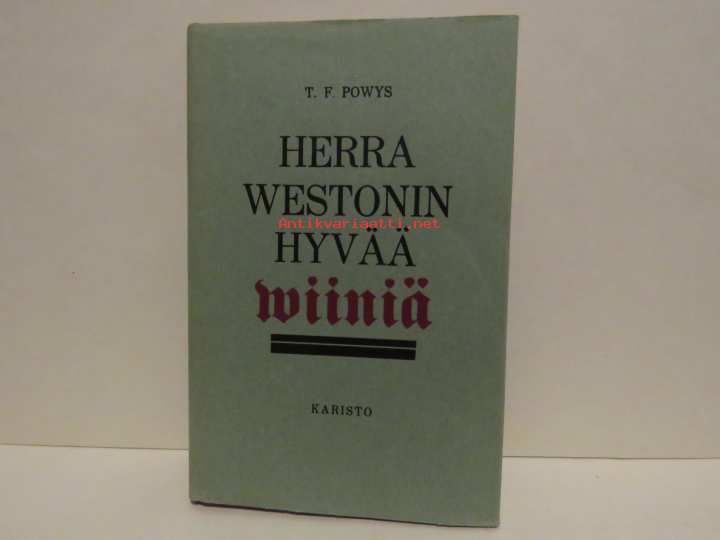 T. F. POWYS
HERRA
WESTONIN
Antikvariaatti.net
HYVÄÄ
wiiniä
KARISTO